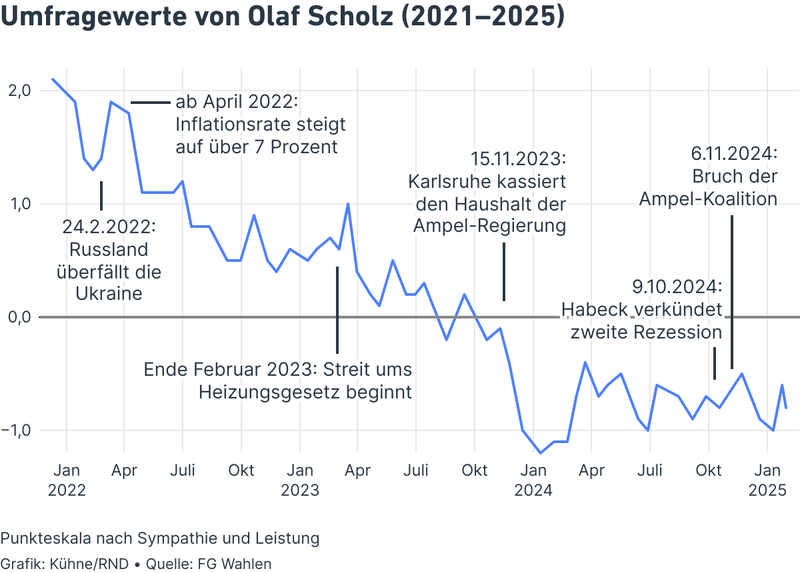 Umfragewerte von Olaf Scholz (2021–2025)
2,0
1,0
0,0
−1,0
ab April 2022:
Inflationsrate steigt
auf über 7 Prozent
24.2.2022:
Russland
überfällt die
Ukraine
Ende Februar 2023: Streit ums
Heizungsgesetz beginnt
15.11.2023:
Karlsruhe kassiert
den Haushalt der
Ampel-Regierung
6.11.2024:
Bruch der
Ampel-Koalition
9.10.2024:
Habeck verkündet
zweite Rezession
Jan Apr Juli Okt Jan Apr Juli Okt Jan Apr Juli Okt Jan
2022 2023 2024 2025
Punkteskala nach Sympathie und Leistung
Grafik: Kühne/RND • Quelle: FG Wahlen